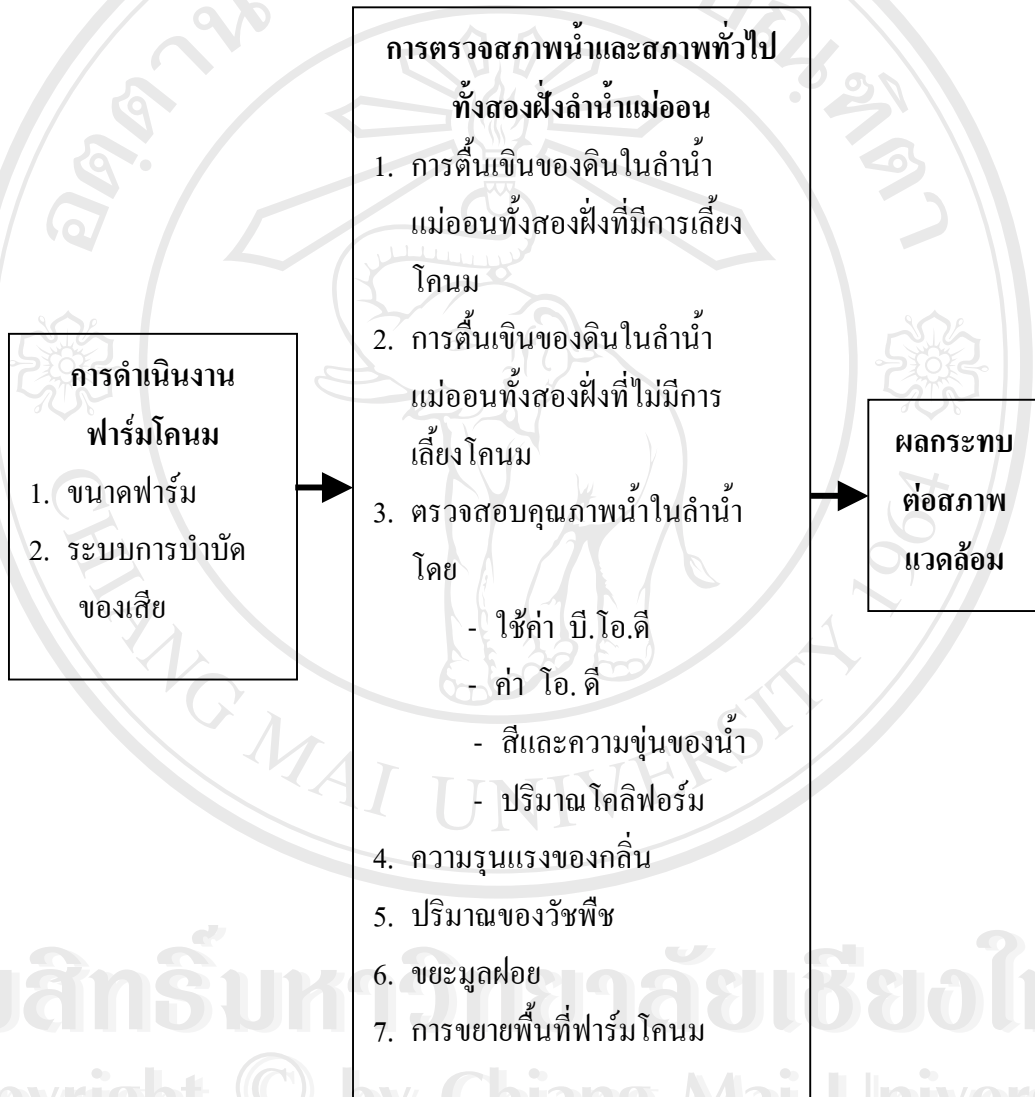 การดำเนินงาน
ฟาร์มโคนม
1. ขนาดฟาร์ม
2. ระบบการบำบัด
ของเสีย
การตรวจสภาพน้ำและสภาพทั่วไป
ทั้งสองฝั่งลำน้ำแม่ออน
1. การตื้นเขินของดินในลำน้ำ
แม่ออนทั้งสองฝั่งที่มีการเลี้ยง
โคนม
2. การตื้นเขินของดินในลำน้ำ
แม่ออนทั้งสองฝั่งที่ไม่มีการ
เลี้ยงโคนม
3. ตรวจสอบคุณภาพน้ำในลำน้ำ
โดย
- ใช้ค่า บี.โอ.ดี
- ค่า โอ. ดี
- สีและความขุ่นของน้ำ
- ปริมาณโคลิฟอร์ม
4. ความรุนแรงของกลิ่น
5. ปริมาณของวัชพืช
6. ขยะมูลฝอย
7. การขยายพื้นที่ฟาร์มโคนม
ผลกระทบ
ต่อสภาพ
แวดล้อม
CHIANG MAI UNIVERSITY 1964